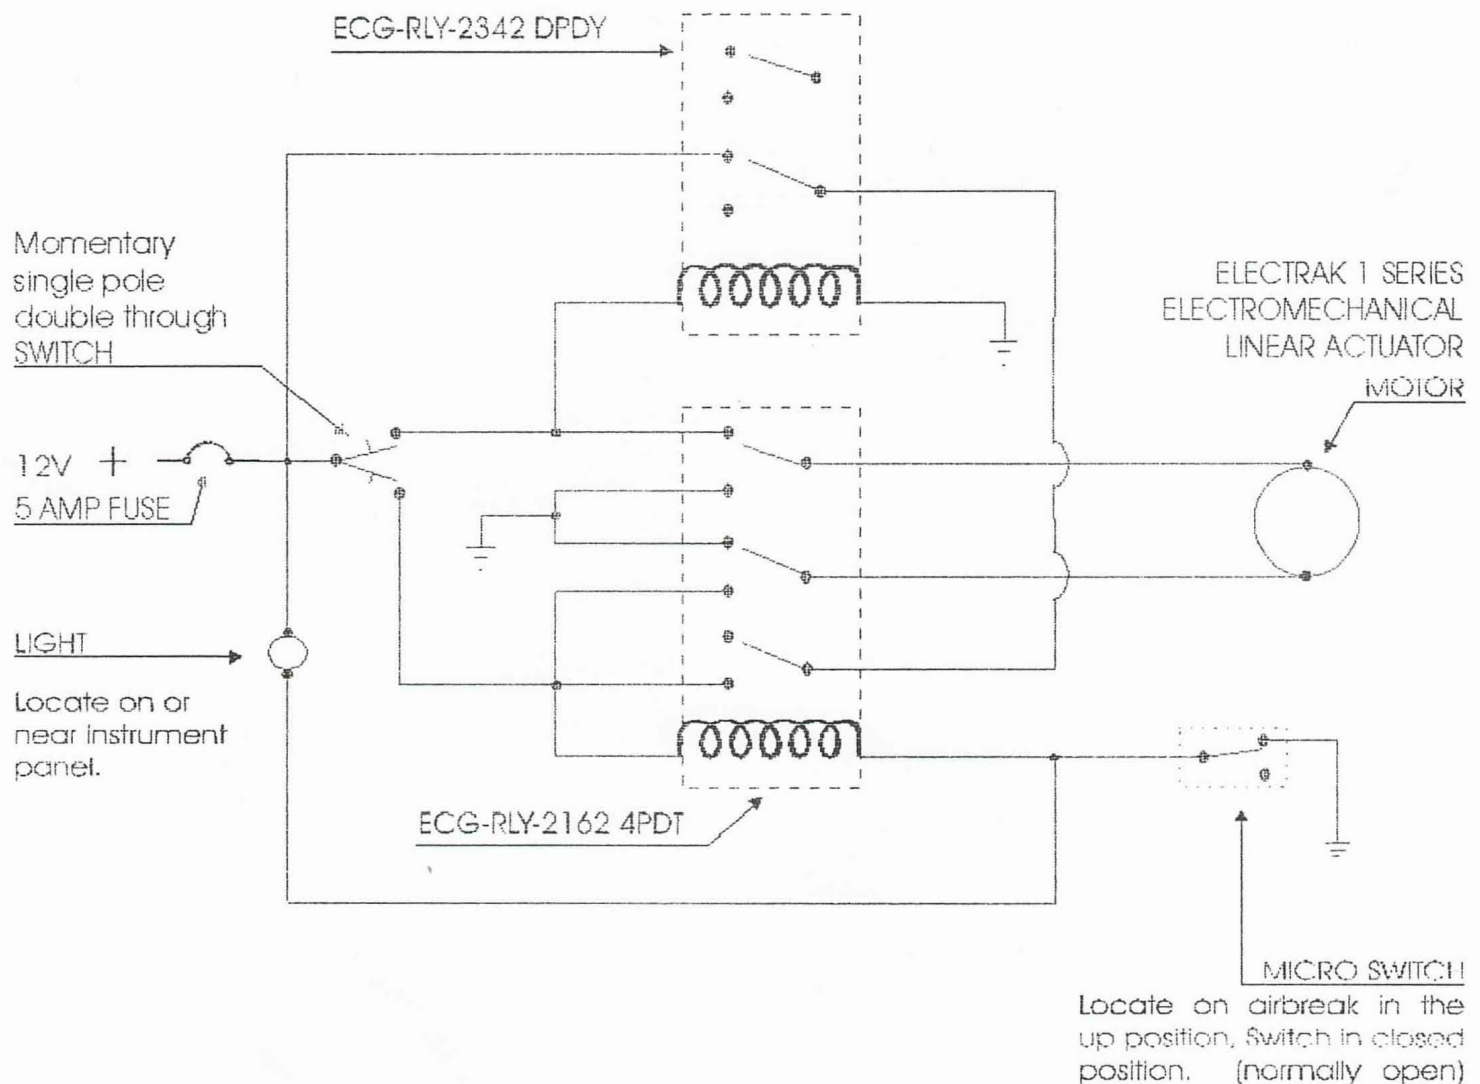 ECG-RLY-2342 DPDY
Momentary
single pole
double through
SWITCH
12V +
5 AMP FUSE
LIGHT
Locate on or
near instrument
panel.
ELECTRAK 1 SERIES
ELECTROMECHANICAL
LINEAR ACTUATOR
MOTOR
ECG-RLY-2162 4PDT
MICRO SWITCH
Locate on airbreak in the
up position, Switch in closed
position. (normally open)